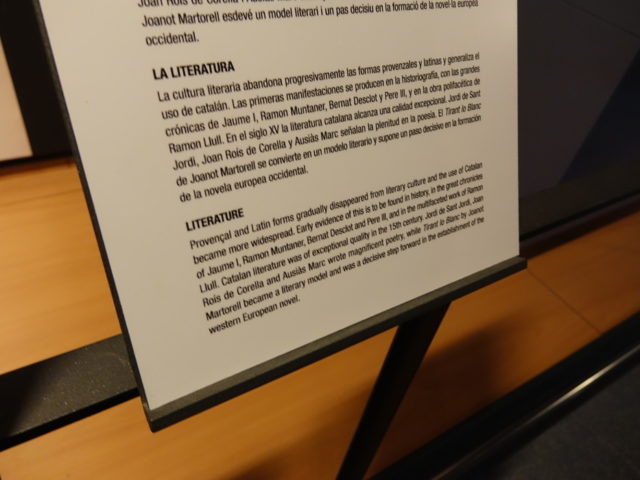 Joan Roís de Corella i Ausiàs Mar
Joanot Martorell esdevé un model literari i un pas decisiu en la formació de la novel·la europea
occidental.
LA LITERATURA
La cultura literaria abandona progresivamente las formas provenzales y latinas y generaliza el
uso de catalán. Las primeras manifestaciones se producen en la historiografía, con las grandes
crónicas de Jaume I, Ramon Muntaner, Bernat Desclot y Pere III, y en la obra polifacética de
Ramon Llull. En el siglo XV la literatura catalana alcanza una calidad excepcional. Jordi de Sant
Jordi, Joan Roís de Corella y Ausiàs Marc señalan la plenitud en la poesía. El Tirant lo Blanc
de Joanot Martorell se convierte en un modelo literario y supone un paso decisivo en la formación
de la novela europea occidental.
LITERATURE
Provençal and Latin forms gradually disappeared from literary culture and the use of Catalan
became more widespread. Early evidence of this is to be found in history, in the great chronicles
of Jaume I, Ramon Muntaner, Bernat Desclot and Pere III, and in the multifaceted work of Ramon
Llull. Catalan literature was of exceptional quality in the 15th century. Jordi de Sant Jordi, Joan
Roís de Corella and Ausiàs Marc wrote magnificent poetry, while Tirant lo Blanc by Joanot
Martorell became a literary model and was a decisive step forward in the establishment of the
western European novel.